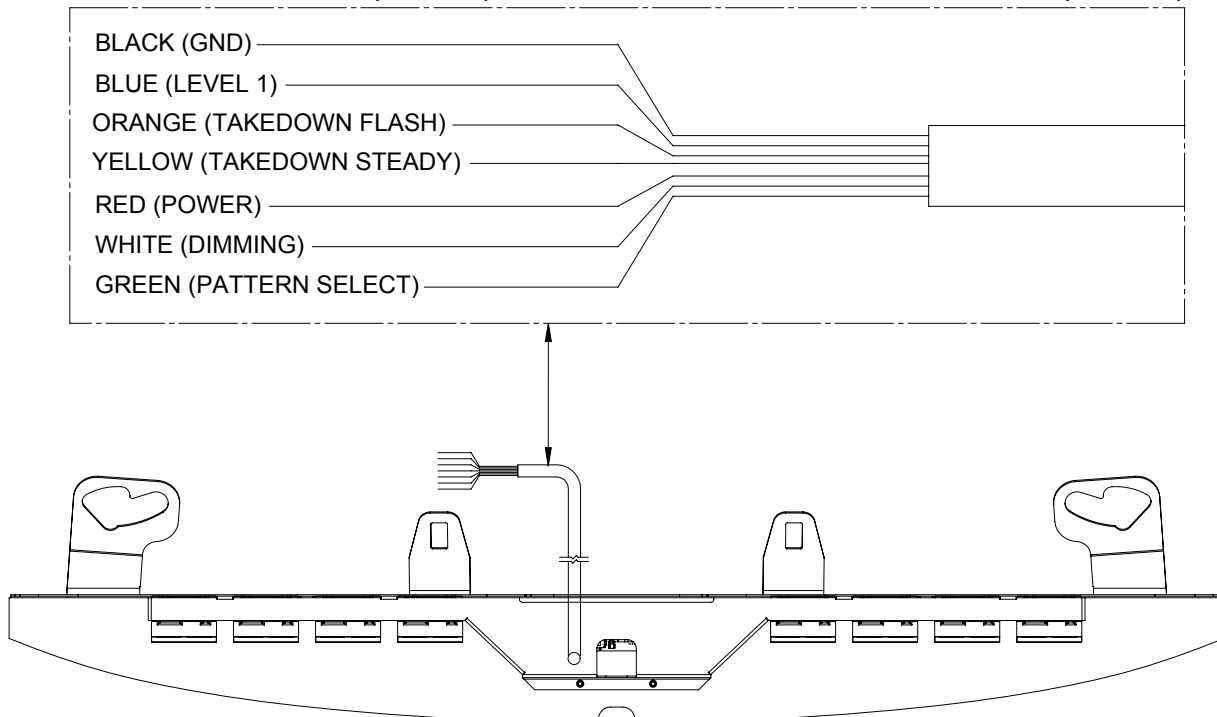 BLACK (GND)
BLUE (LEVEL 1)
ORANGE (TAKEDOWN FLASH)
YELLOW (TAKEDOWN STEADY)
RED (POWER)
WHITE (DIMMING)
GREEN (PATTERN SELECT)